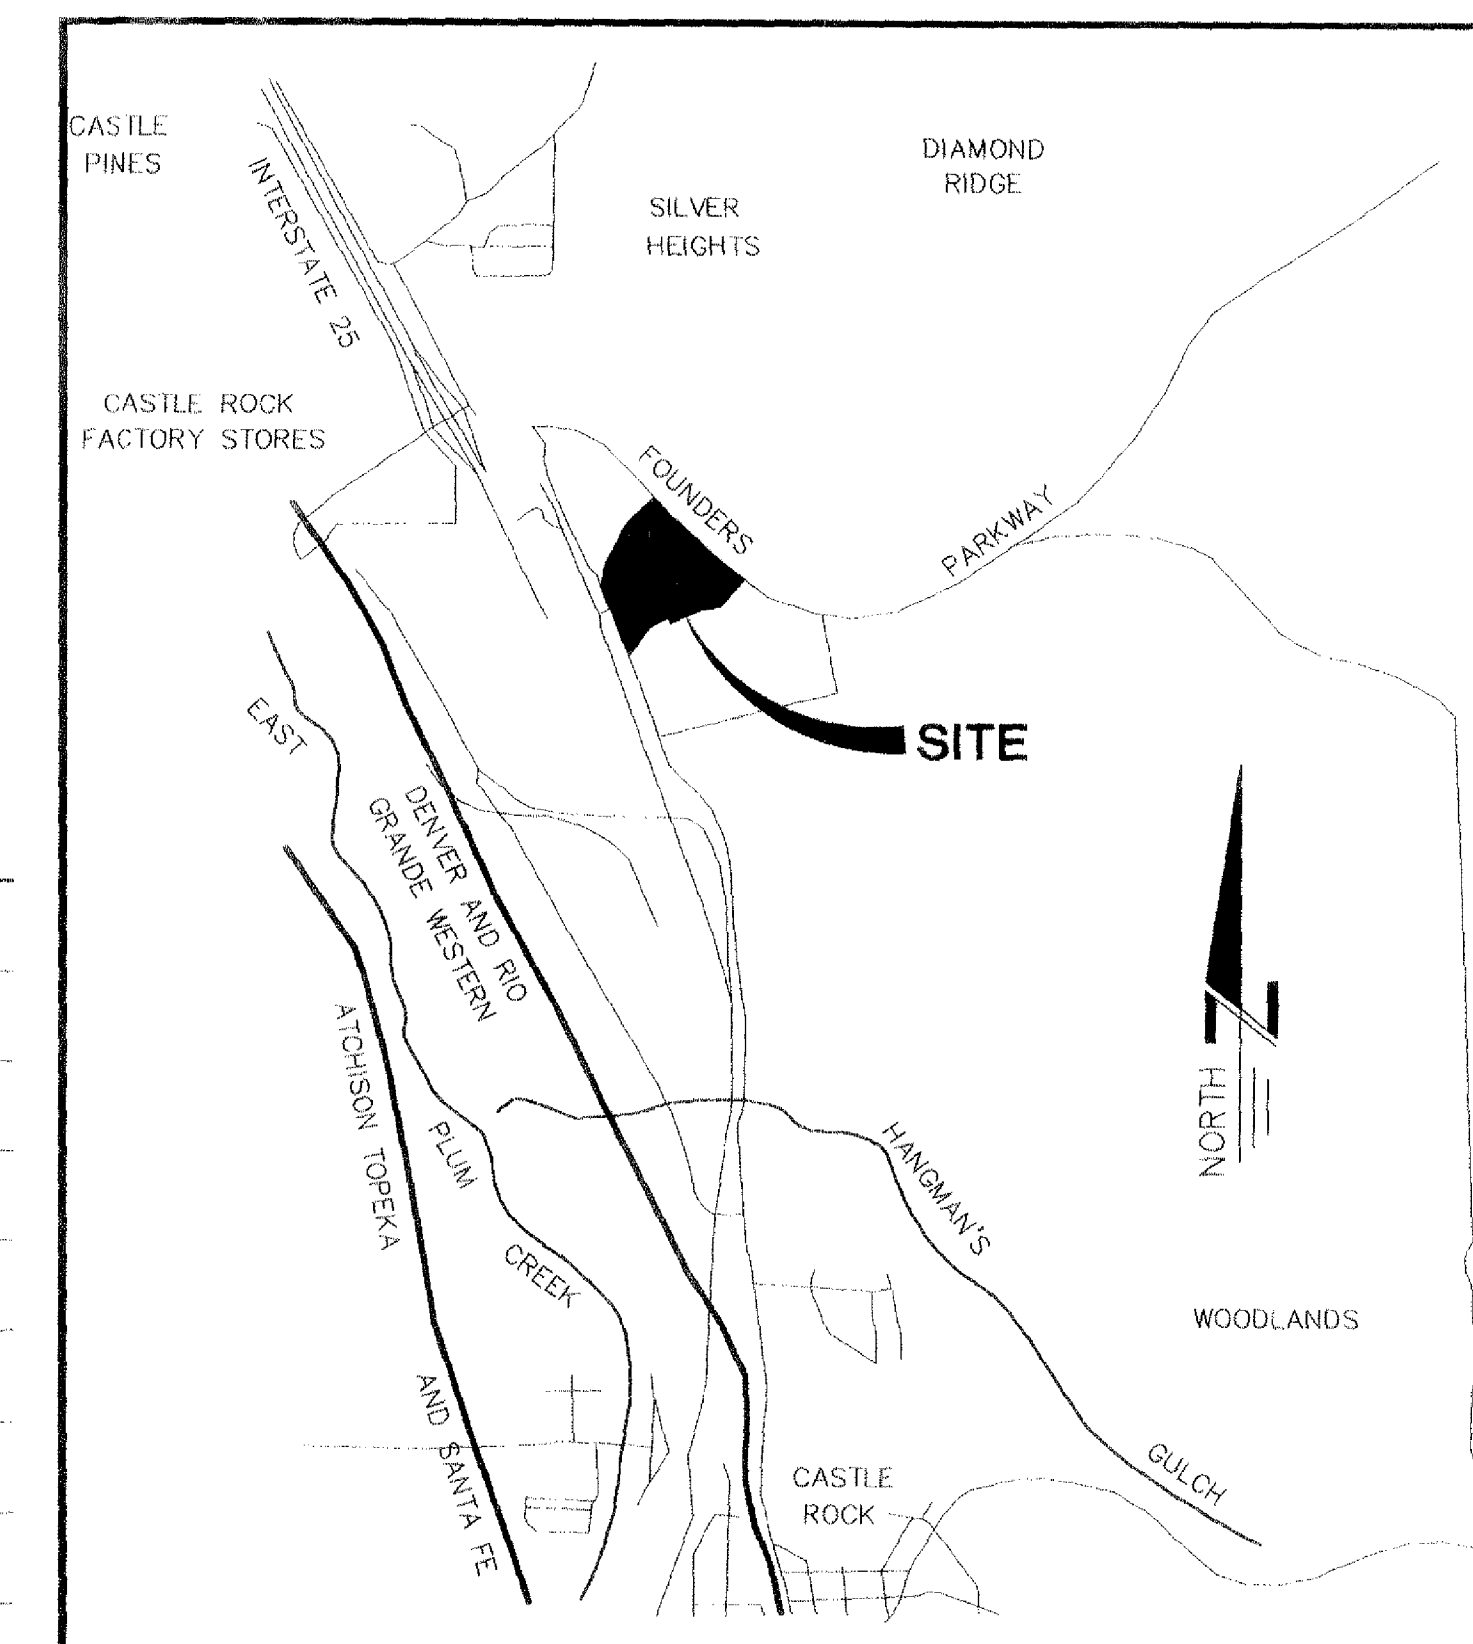 CASTLE
PINES
DIAMOND
RIDGE
SILVER
HEIGHTS
INTERSTATE 25
CASTLE ROCK
FACTORY STORES
FOUNDERS
PARKWAY
SITE
EAST
DENVER AND RIO
GRANDE WESTERN
ATCHISON TOPEKA
PLUM
CREEK
HANGMAN'S
NORTH
WOODLANDS
AND SANTA FE
CASTLE
ROCK
GULCH